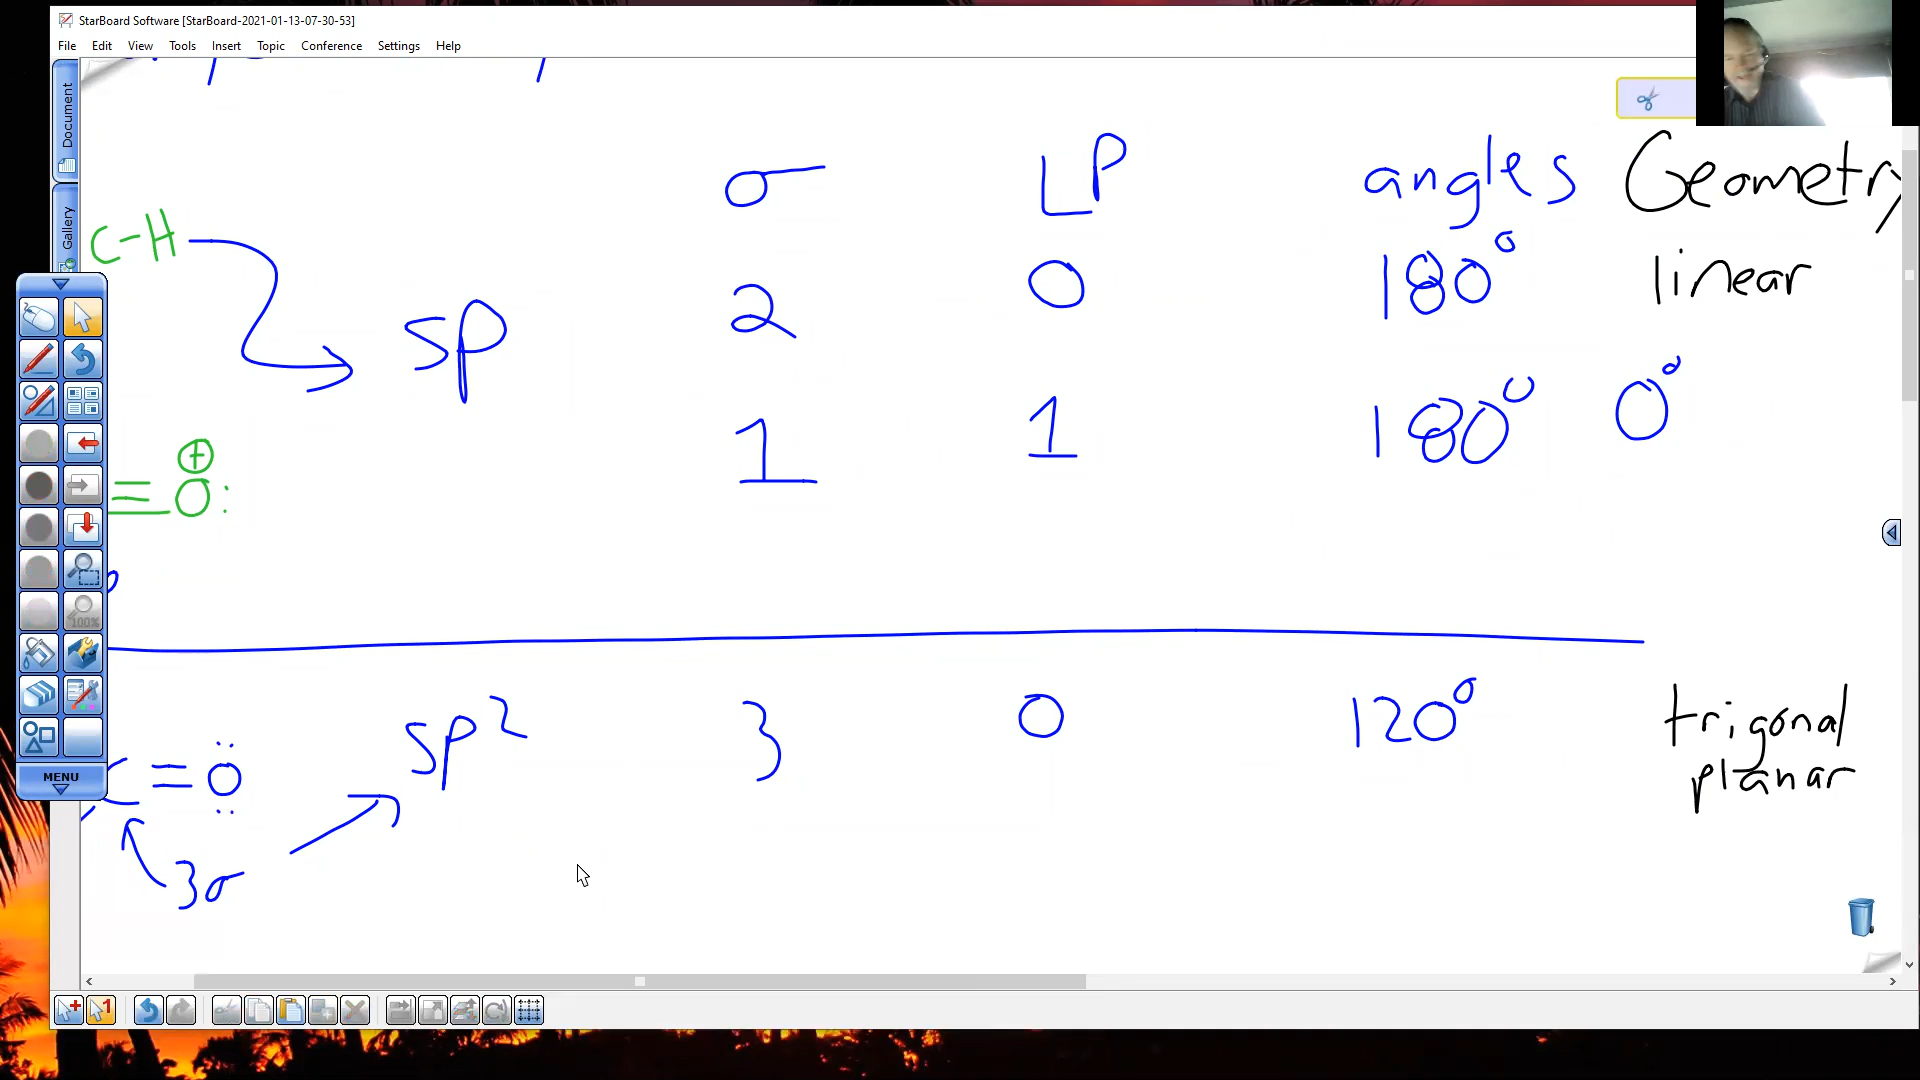 StarBoard Software [StarBoard-2021-01-13-07-30-53]
File Edit View Tools Insert Topic Conference Settings Help
Document
Gallery
σ LP angles Geometry
C-H
sp 2 0 180° linear
1 1 180° 0°
≡O: ⊕
sp² 3 0 120° trigonal
planar
C=O
3σ
100%
MENU